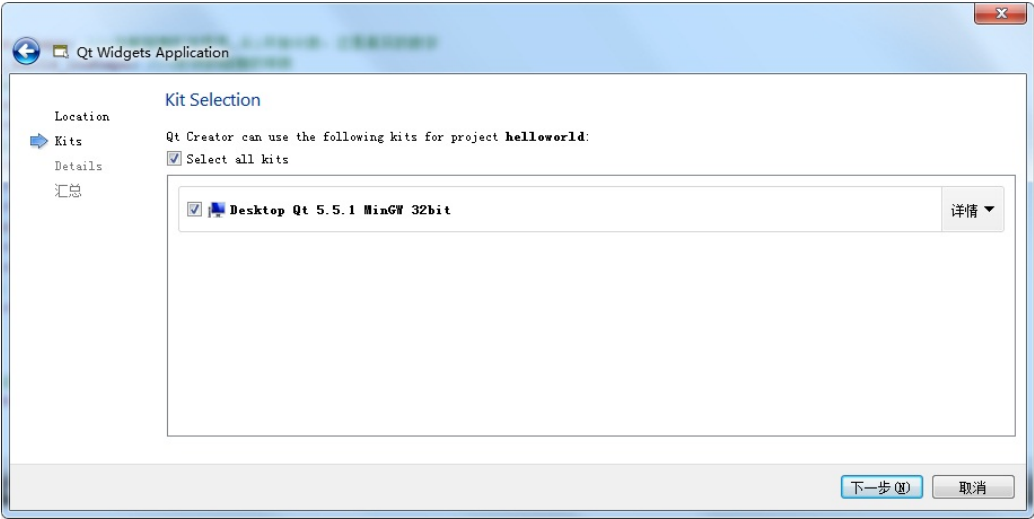 Qt Widgets Application
Location
Kits
Details
汇总
Kit Selection
Qt Creator can use the following kits for project helloworld:
Select all kits
Desktop Qt 5.5.1 MinGW 32bit
详情
下一步(N)
取消